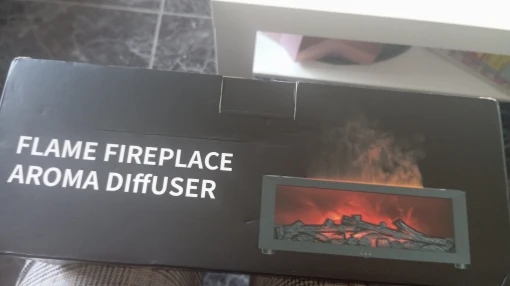 FLAME FIREPLACE
AROMA DIffUSER